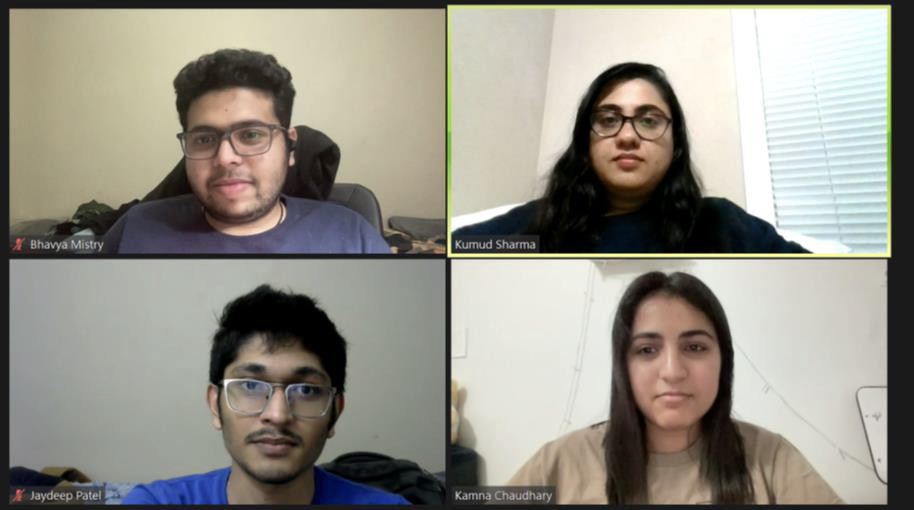 Bhavya Mistry
Kumud Sharma
Jaydeep Patel
Kamna Chaudhary